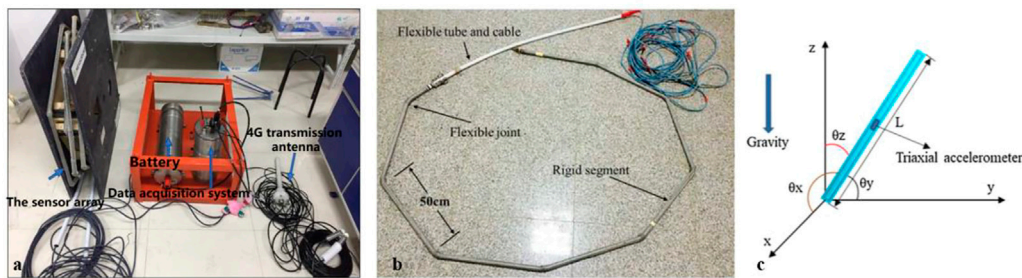 4G transmission
antenna
Battery
Data acquisition system
The sensor array
a
Flexible tube and cable
Flexible joint
Rigid segment
50cm
b
z
Gravity
θz
L
Triaxial accelerometer
θx
θy
y
x
c